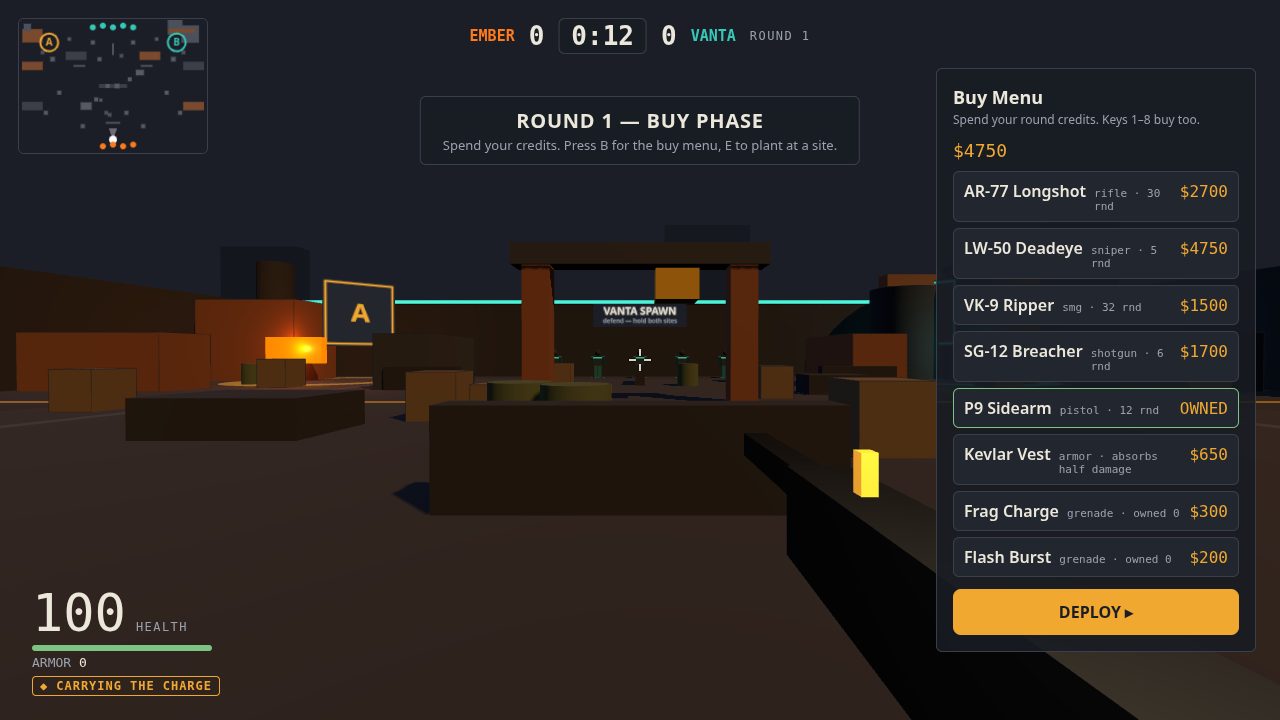 A
B
EMBER 0 0:12 0 VANTA ROUND 1
ROUND 1 — BUY PHASE
Spend your credits. Press B for the buy menu, E to plant at a site.
A
VANTA SPAWN
defend — hold both sites
Buy Menu
Spend your round credits. Keys 1–8 buy too.
$4750
AR-77 Longshot rifle · 30 $2700
rnd
LW-50 Deadeye sniper · 5 $4750
rnd
VK-9 Ripper smg · 32 rnd $1500
SG-12 Breacher shotgun · 6 $1700
rnd
P9 Sidearm pistol · 12 rnd OWNED
Kevlar Vest armor · absorbs $650
half damage
Frag Charge grenade · owned 0 $300
Flash Burst grenade · owned 0 $200
DEPLOY ▸
100 HEALTH
ARMOR 0
◆ CARRYING THE CHARGE